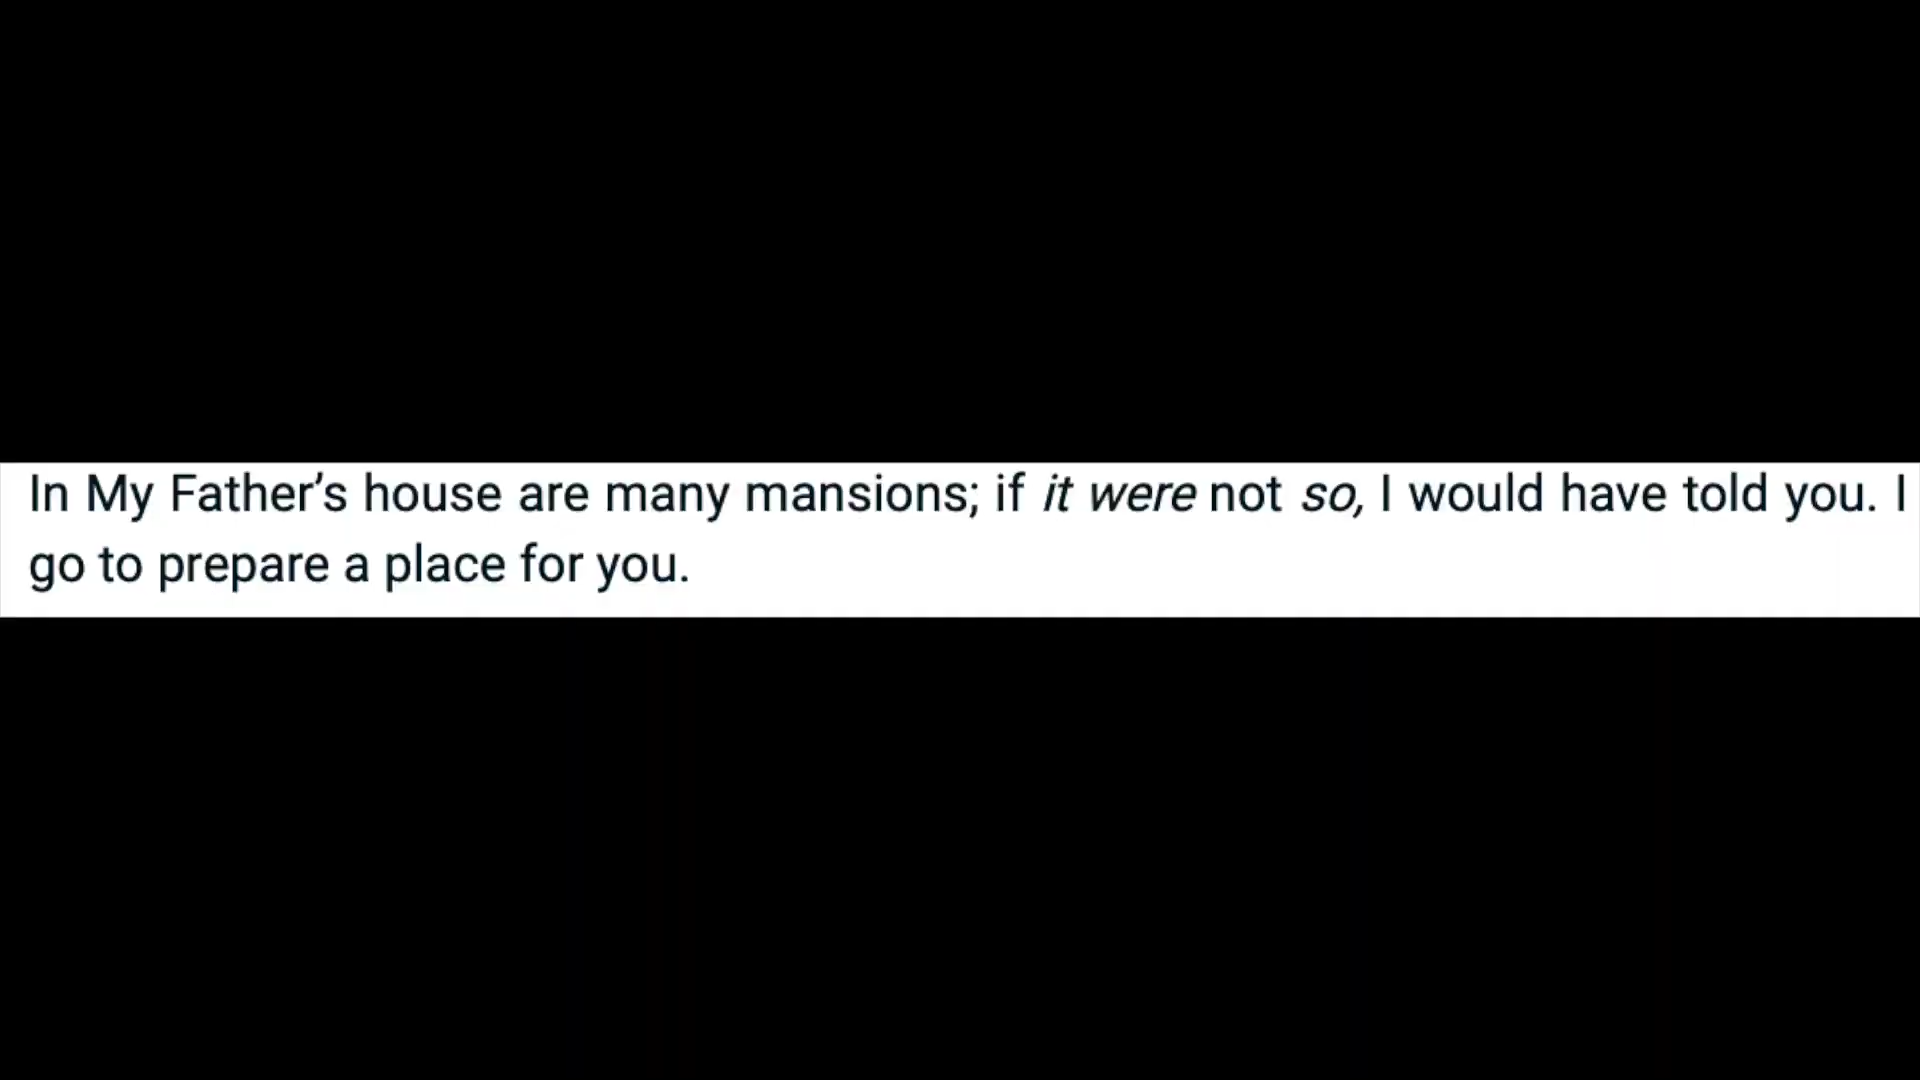 In My Father’s house are many mansions; if it were not so, I would have told you. I
go to prepare a place for you.